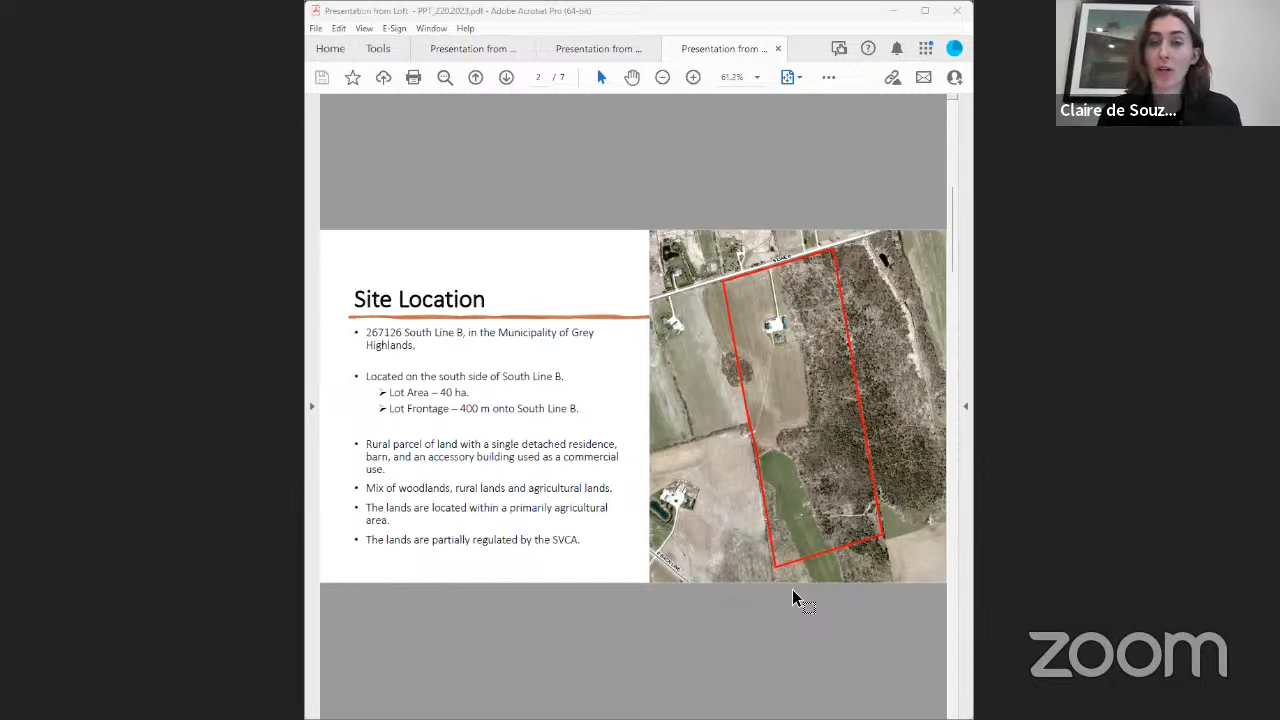 Presentation from Loft - PPT_Z20.2023.pdf - Adobe Acrobat Pro (64-bit)
File Edit View E-Sign Window Help
Home Tools Presentation from ... Presentation from ... Presentation from ... ×
2 / 7 61.2%
Claire de Souz...
Site Location
• 267126 South Line B, in the Municipality of Grey
Highlands.
• Located on the south side of South Line B.
➢ Lot Area – 40 ha.
➢ Lot Frontage – 400 m onto South Line B.
• Rural parcel of land with a single detached residence,
barn, and an accessory building used as a commercial
use.
• Mix of woodlands, rural lands and agricultural lands.
• The lands are located within a primarily agricultural
area.
• The lands are partially regulated by the SVCA.
zoom